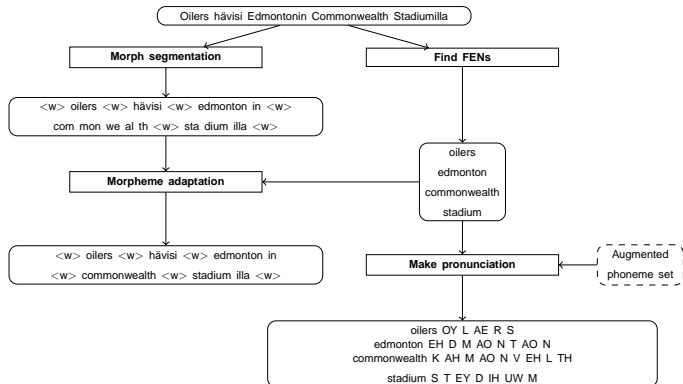 Oilers hävisi Edmontonin Commonwealth Stadiumilla
Morph segmentation
Find FENs
<w> oilers <w> hävisi <w> edmonton in <w>
com mon we al th <w> sta dium illa <w>
oilers
edmonton
commonwealth
stadium
Morpheme adaptation
<w> oilers <w> hävisi <w> edmonton in
<w> commonwealth <w> stadium illa <w>
Make pronunciation
Augmented
phoneme set
oilers OY L AE R S
edmonton EH D M AO N T AO N
commonwealth K AH M AO N V EH L TH
stadium S T EY D IH UW M